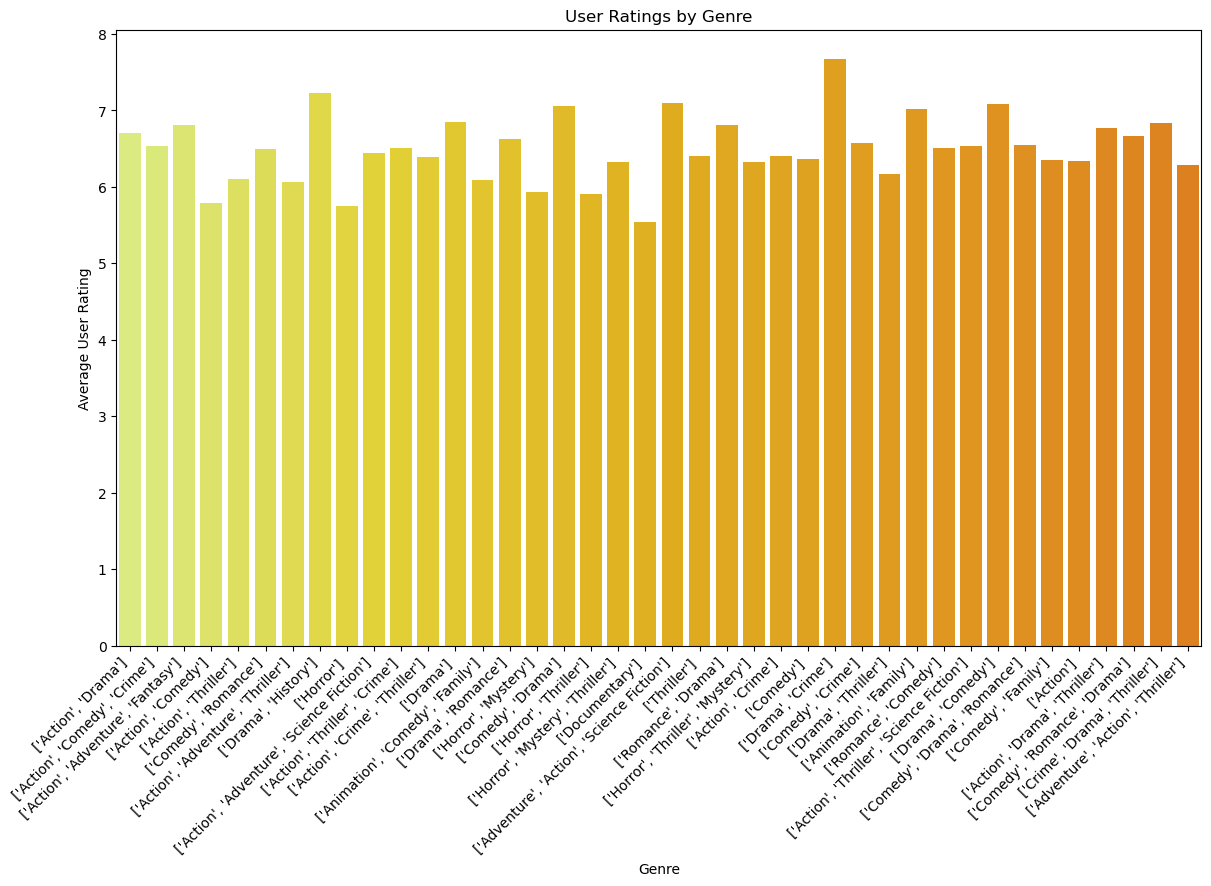 User Ratings by Genre
8
7
6
5
4
3
2
1
0
Average User Rating
['Action', 'Drama']
['Action', 'Comedy', 'Crime']
['Action', 'Adventure', 'Fantasy']
['Action', 'Comedy']
['Action', 'Thriller']
['Comedy', 'Romance']
['Action', 'Adventure', 'Thriller']
['Drama', 'History']
['Horror']
['Action', 'Adventure', 'Science Fiction']
['Action', 'Thriller', 'Crime']
['Action', 'Crime', 'Thriller']
['Drama']
['Animation', 'Comedy', 'Family']
['Drama', 'Romance']
['Horror', 'Mystery']
['Comedy', 'Drama']
['Horror', 'Thriller']
['Horror', 'Mystery', 'Thriller']
['Documentary']
['Adventure', 'Action', 'Science Fiction']
['Thriller']
['Romance', 'Drama']
['Horror', 'Thriller', 'Mystery']
['Action', 'Crime']
['Comedy']
['Drama', 'Crime']
['Comedy', 'Crime']
['Drama', 'Thriller']
['Animation', 'Family']
['Romance', 'Comedy']
['Action', 'Thriller', 'Science Fiction']
['Drama', 'Comedy']
['Comedy', 'Drama', 'Romance']
['Comedy', 'Family']
['Action']
['Action', 'Drama', 'Thriller']
['Comedy', 'Romance', 'Drama']
['Crime', 'Drama', 'Thriller']
['Adventure', 'Action', 'Thriller']
Genre